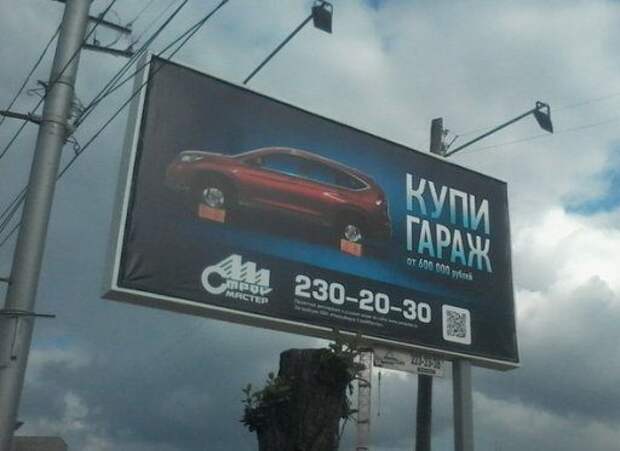 КУПИ
ГАРАЖ
от 600 000 рублей
Строй
МАСТЕР
230-20-30